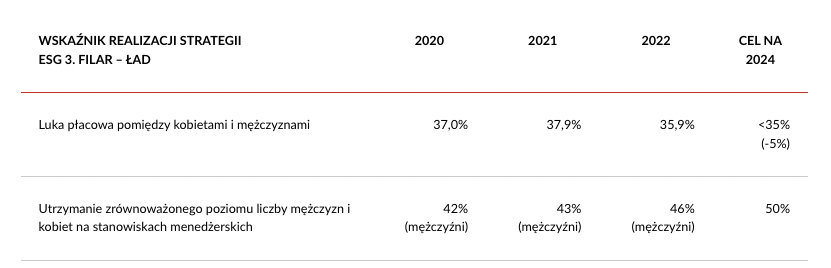 WSKAŹNIK REALIZACJI STRATEGII 2020 2021 2022 CEL NA
ESG 3. FILAR – ŁAD 2024
Luka płacowa pomiędzy kobietami i mężczyznami 37,0% 37,9% 35,9% <35%
(-5%)
Utrzymanie zrównoważonego poziomu liczby mężczyzn i 42% 43% 46% 50%
kobiet na stanowiskach menedżerskich (mężczyźni) (mężczyźni) (mężczyźni)